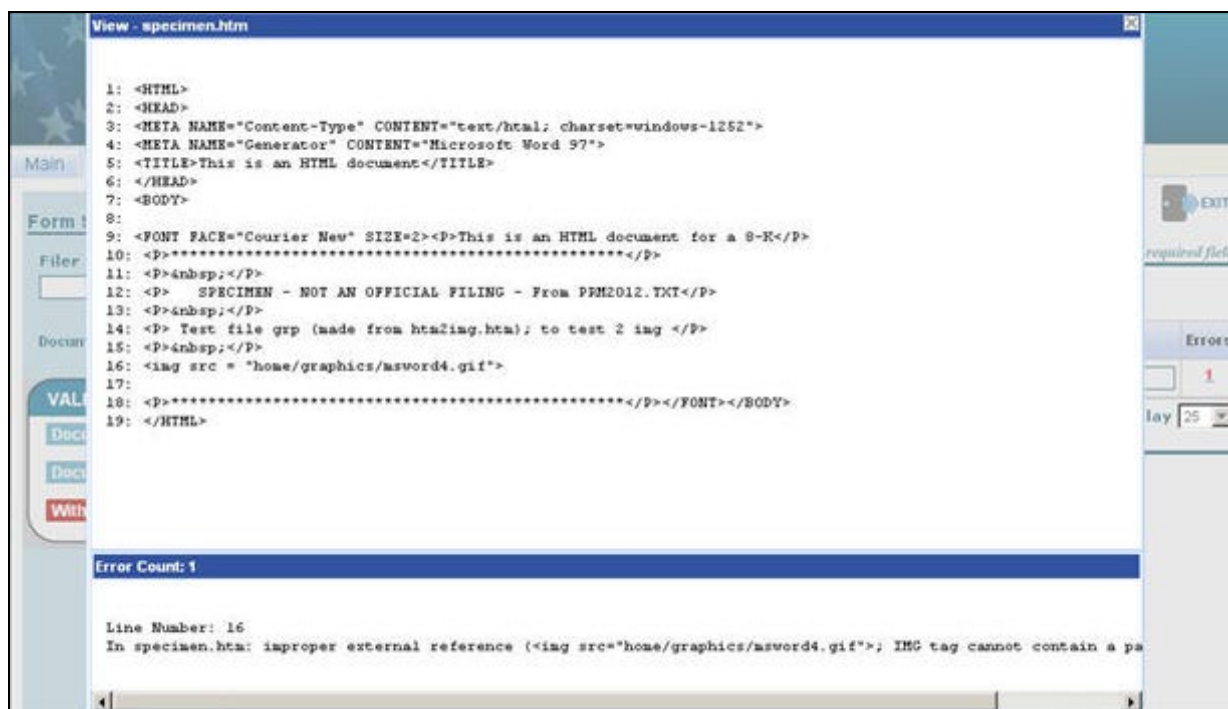 View - specimen.htm
1: <HTML>
2: <HEAD>
3: <META NAME="Content-Type" CONTENT="text/html; charset=windows-1252">
4: <META NAME="Generator" CONTENT="Microsoft Word 97">
5: <TITLE>This is an HTML document</TITLE>
6: </HEAD>
7: <BODY>
8:
9: <FONT FACE="Courier New" SIZE=2><P>This is an HTML document for a 8-K</P>
10: <P>****************************************************</P>
11: <P>&nbsp;</P>
12: <P>   SPECIMEN - NOT AN OFFICIAL FILING - From PRM2012.TXT</P>
13: <P>&nbsp;</P>
14: <P> Test file grp (made from htm2img.htm); to test 2 img </P>
15: <P>&nbsp;</P>
16: <img src = "home/graphics/msword4.gif">
17:
18: <P>****************************************************</P></FONT></BODY>
19: </HTML>
Main
Form
Filer
Docum
VAL
Docu
Docu
With
EXIT
required fiel
Errors
1
lay 25
Error Count: 1
Line Number: 16
In specimen.htm: improper external reference (<img src="home/graphics/msword4.gif">; IMG tag cannot contain a pa